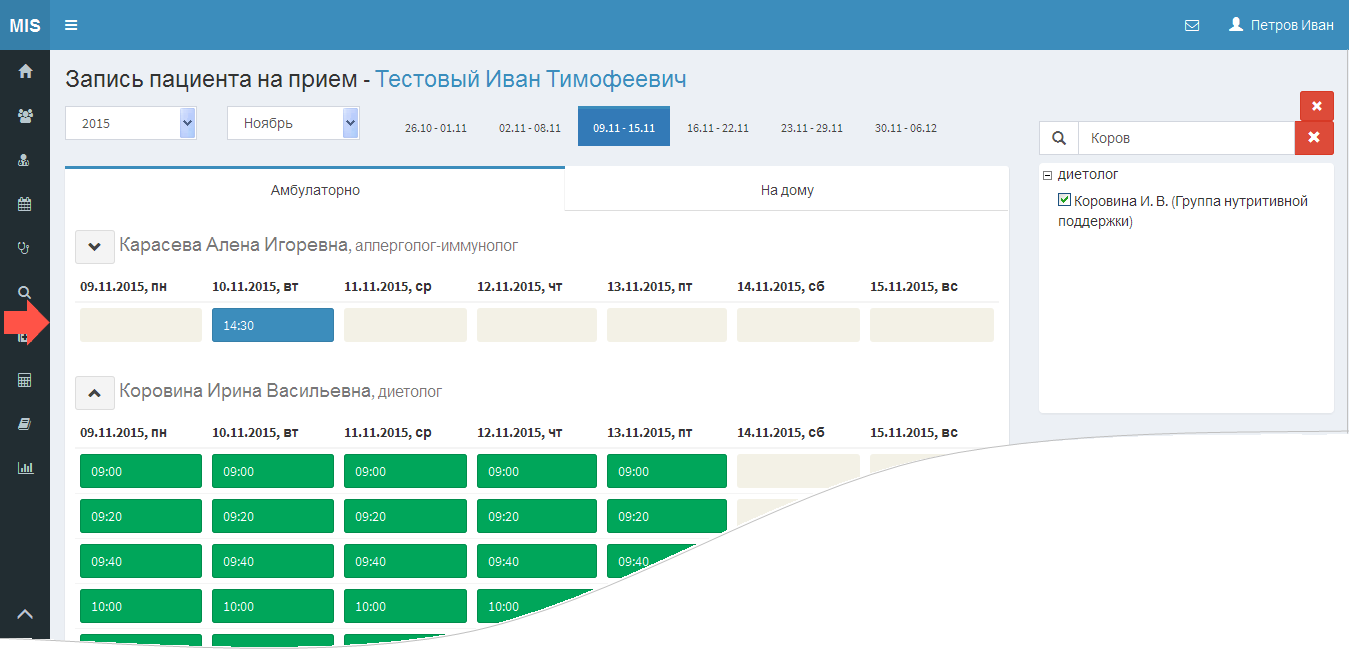 MIS
Петров Иван
Запись пациента на прием - Тестовый Иван Тимофеевич
2015 Ноябрь 26.10 - 01.11 02.11 - 08.11 09.11 - 15.11 16.11 - 22.11 23.11 - 29.11 30.11 - 06.12
Коров
диетолог
Коровина И. В. (Группа нутритивной
поддержки)
Амбулаторно На дому
Карасева Алена Игоревна, аллерголог-иммунолог
09.11.2015, пн 10.11.2015, вт 11.11.2015, ср 12.11.2015, чт 13.11.2015, пт 14.11.2015, сб 15.11.2015, вс
14:30
Коровина Ирина Васильевна, диетолог
09.11.2015, пн 10.11.2015, вт 11.11.2015, ср 12.11.2015, чт 13.11.2015, пт 14.11.2015, сб 15.11.2015, вс
09:00 09:00 09:00 09:00 09:00
09:20 09:20 09:20 09:20 09:20
09:40 09:40 09:40 09:40 09:40
10:00 10:00 10:00 10:00